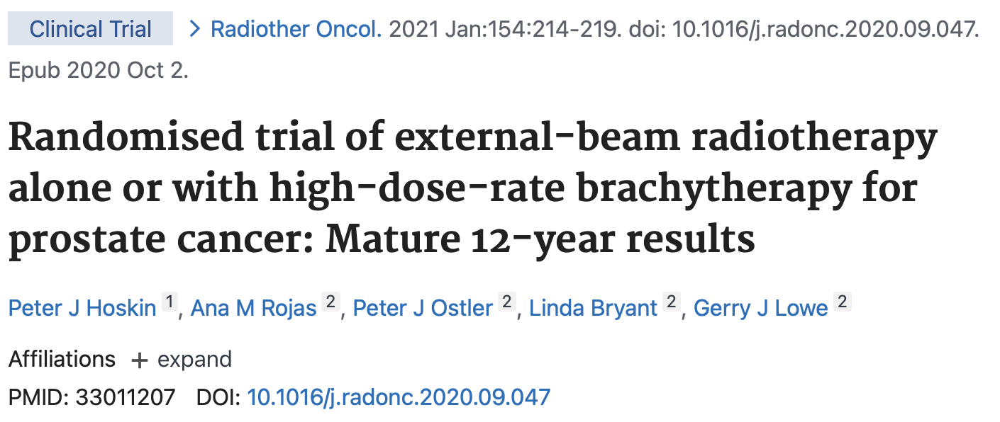 Clinical Trial > Radiother Oncol. 2021 Jan:154:214-219. doi: 10.1016/j.radonc.2020.09.047.
Epub 2020 Oct 2.
Randomised trial of external-beam radiotherapy
alone or with high-dose-rate brachytherapy for
prostate cancer: Mature 12-year results
Peter J Hoskin 1, Ana M Rojas 2, Peter J Ostler 2, Linda Bryant 2, Gerry J Lowe 2
Affiliations + expand
PMID: 33011207 DOI: 10.1016/j.radonc.2020.09.047